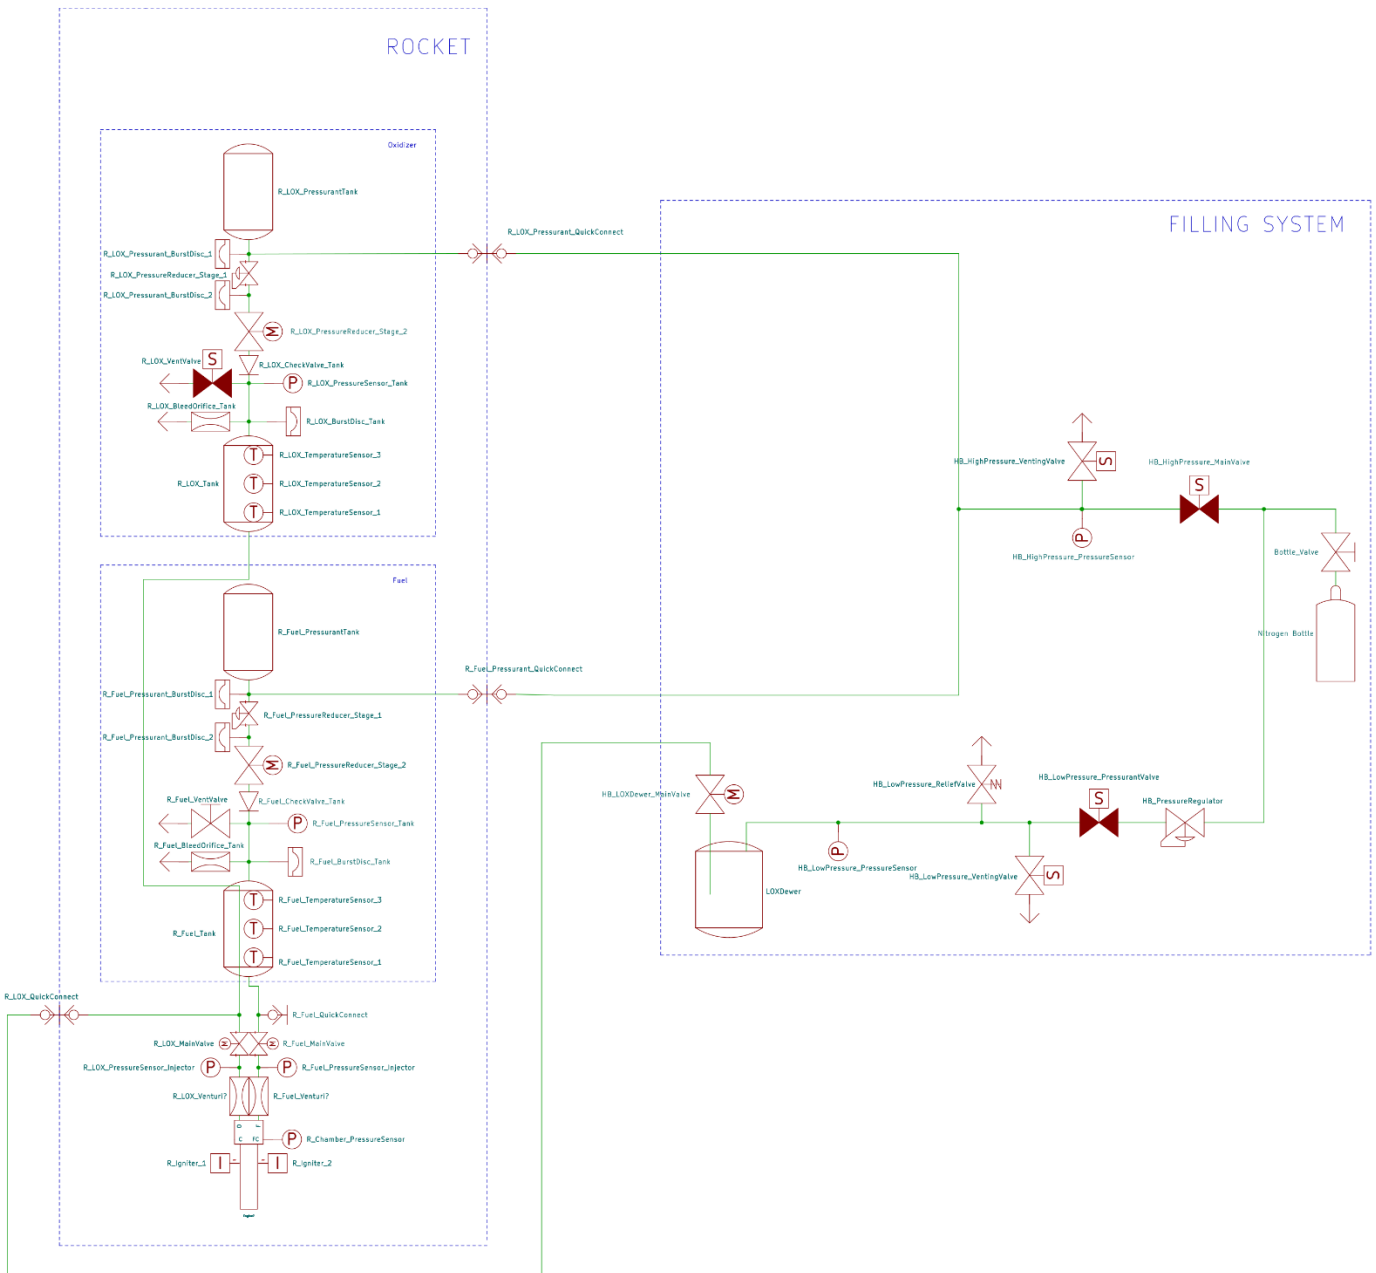 ROCKET
Oxidizer
R_LOX_PressurantTank
R_LOX_Pressurant_QuickConnect
R_LOX_Pressurant_BurstDisc_1
R_LOX_PressureReducer_Stage_1
R_LOX_Pressurant_BurstDisc_2
M
R_LOX_PressureReducer_Stage_2
R_LOX_VentValve
S
R_LOX_CheckValve_Tank
P
R_LOX_PressureSensor_Tank
R_LOX_BleedOrifice_Tank
R_LOX_BurstDisc_Tank
T
R_LOX_TemperatureSensor_3
R_LOX_Tank
T
R_LOX_TemperatureSensor_2
T
R_LOX_TemperatureSensor_1
Fuel
R_Fuel_PressurantTank
R_Fuel_Pressurant_QuickConnect
R_Fuel_Pressurant_BurstDisc_1
R_Fuel_PressureReducer_Stage_1
R_Fuel_Pressurant_BurstDisc_2
M
R_Fuel_PressureReducer_Stage_2
R_Fuel_VentValve
R_Fuel_CheckValve_Tank
P
R_Fuel_PressureSensor_Tank
R_Fuel_BleedOrifice_Tank
R_Fuel_BurstDisc_Tank
T
R_Fuel_TemperatureSensor_3
R_Fuel_Tank
T
R_Fuel_TemperatureSensor_2
T
R_Fuel_TemperatureSensor_1
R_LOX_QuickConnect
R_Fuel_QuickConnect
R_LOX_MainValve
M
M
R_Fuel_MainValve
R_LOX_PressureSensor_Injector
P
P
R_Fuel_PressureSensor_Injector
R_LOX_Venturi?
R_Fuel_Venturi?
O
F
C
FC
P
R_Chamber_PressureSensor
R_Igniter_1
I
I
R_Igniter_2
FILLING SYSTEM
HB_HighPressure_VentingValve
S
HB_HighPressure_MainValve
S
P
HB_HighPressure_PressureSensor
Bottle_Valve
Nitrogen Bottle
HB_LOXDewer_MainValve
M
HB_LowPressure_ReliefValve
HB_LowPressure_PressurantValve
S
HB_PressureRegulator
P
HB_LowPressure_PressureSensor
HB_LowPressure_VentingValve
S
LOXDewer